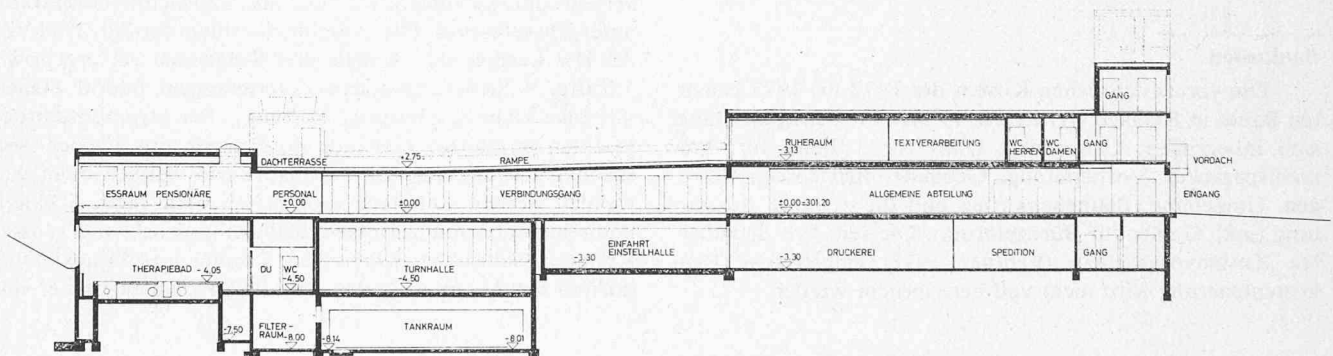 GANG
RUHERAUM
3.13
TEXTVERARBEITUNG
WC
HERREN
WC
DAMEN
GANG
DACHTERRASSE
+2.75
RAMPE
VORDACH
ESSRAUM PENSIONÄRE
PERSONAL
±0.00
±0.00
VERBINDUNGSGANG
ALLGEMEINE ABTEILUNG
±0.00=301.20
EINGANG
THERAPIEBAD -4.05
DU
WC
-4.50
TURNHALLE
-4.50
EINFAHRT
EINSTELLHALLE
-3.30
-3.30
DRUCKEREI
SPEDITION
GANG
-7.50
FILTER-
RAUM -8.00
-8.14
TANKRAUM
-8.01